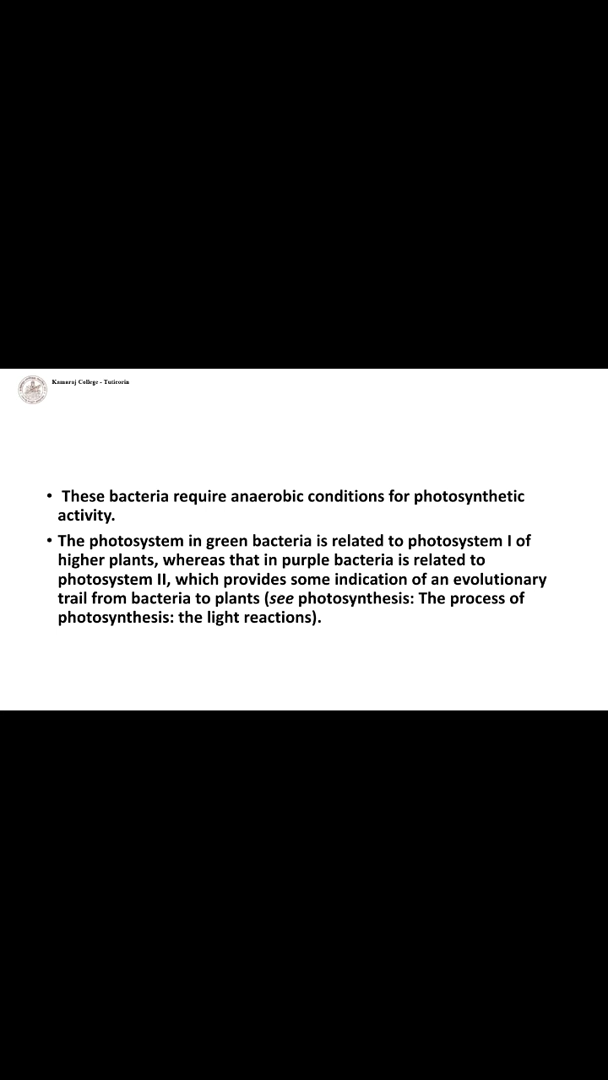 Kamaraj College - Tuticorin
• These bacteria require anaerobic conditions for photosynthetic
activity.
• The photosystem in green bacteria is related to photosystem I of
higher plants, whereas that in purple bacteria is related to
photosystem II, which provides some indication of an evolutionary
trail from bacteria to plants (see photosynthesis: The process of
photosynthesis: the light reactions).